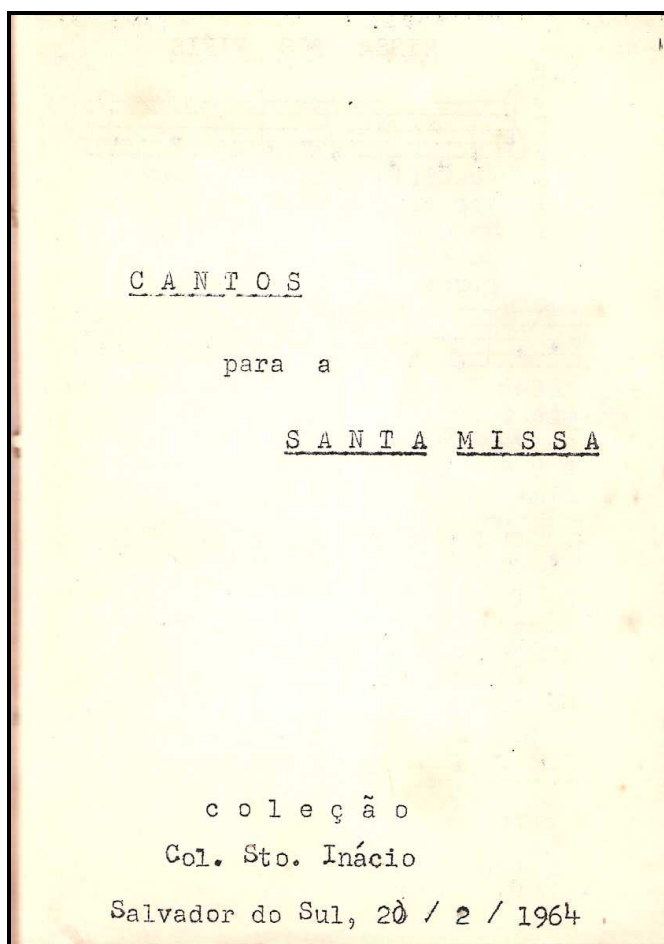 C A N T O S
para a
S A N T A M I S S A
c o l e ç ã o
Col. Sto. Inácio
Salvador do Sul, 20 / 2 / 1964